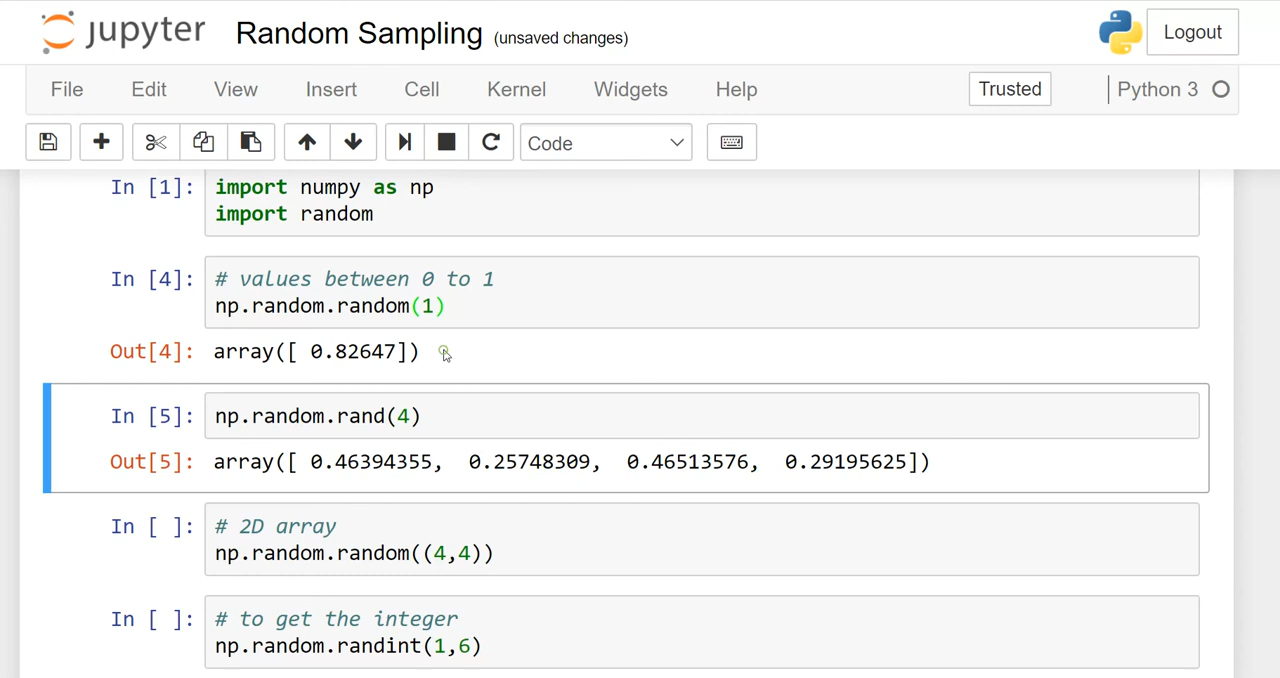 jupyter Random Sampling (unsaved changes) Logout
File Edit View Insert Cell Kernel Widgets Help Trusted Python 3
Code
In [1]: import numpy as np
import random
In [4]: # values between 0 to 1
np.random.random(1)
Out[4]: array([ 0.82647])
In [5]: np.random.rand(4)
Out[5]: array([ 0.46394355, 0.25748309, 0.46513576, 0.29195625])
In [ ]: # 2D array
np.random.random((4,4))
In [ ]: # to get the integer
np.random.randint(1,6)